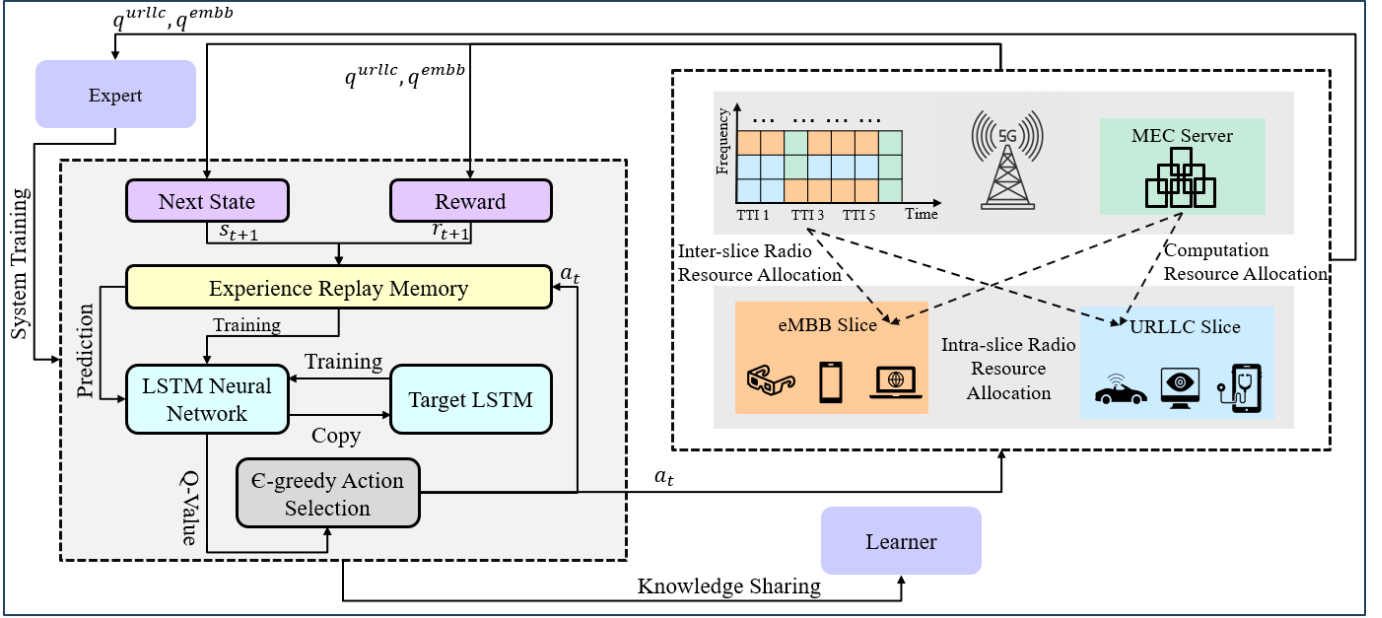 q^{urllc}, q^{embb}
Expert
q^{urllc}, q^{embb}
System Training
Next State
Reward
s_{t+1}
r_{t+1}
Experience Replay Memory
a_t
Prediction
Training
LSTM Neural
Network
Training
Copy
Target LSTM
Q-Value
Є-greedy Action
Selection
a_t
Knowledge Sharing
Learner
Frequency
... ... ...
TTI 1
TTI 3
TTI 5
Time
5G
MEC Server
Inter-slice Radio
Resource Allocation
Computation
Resource Allocation
eMBB Slice
Intra-slice Radio
Resource
Allocation
URLLC Slice